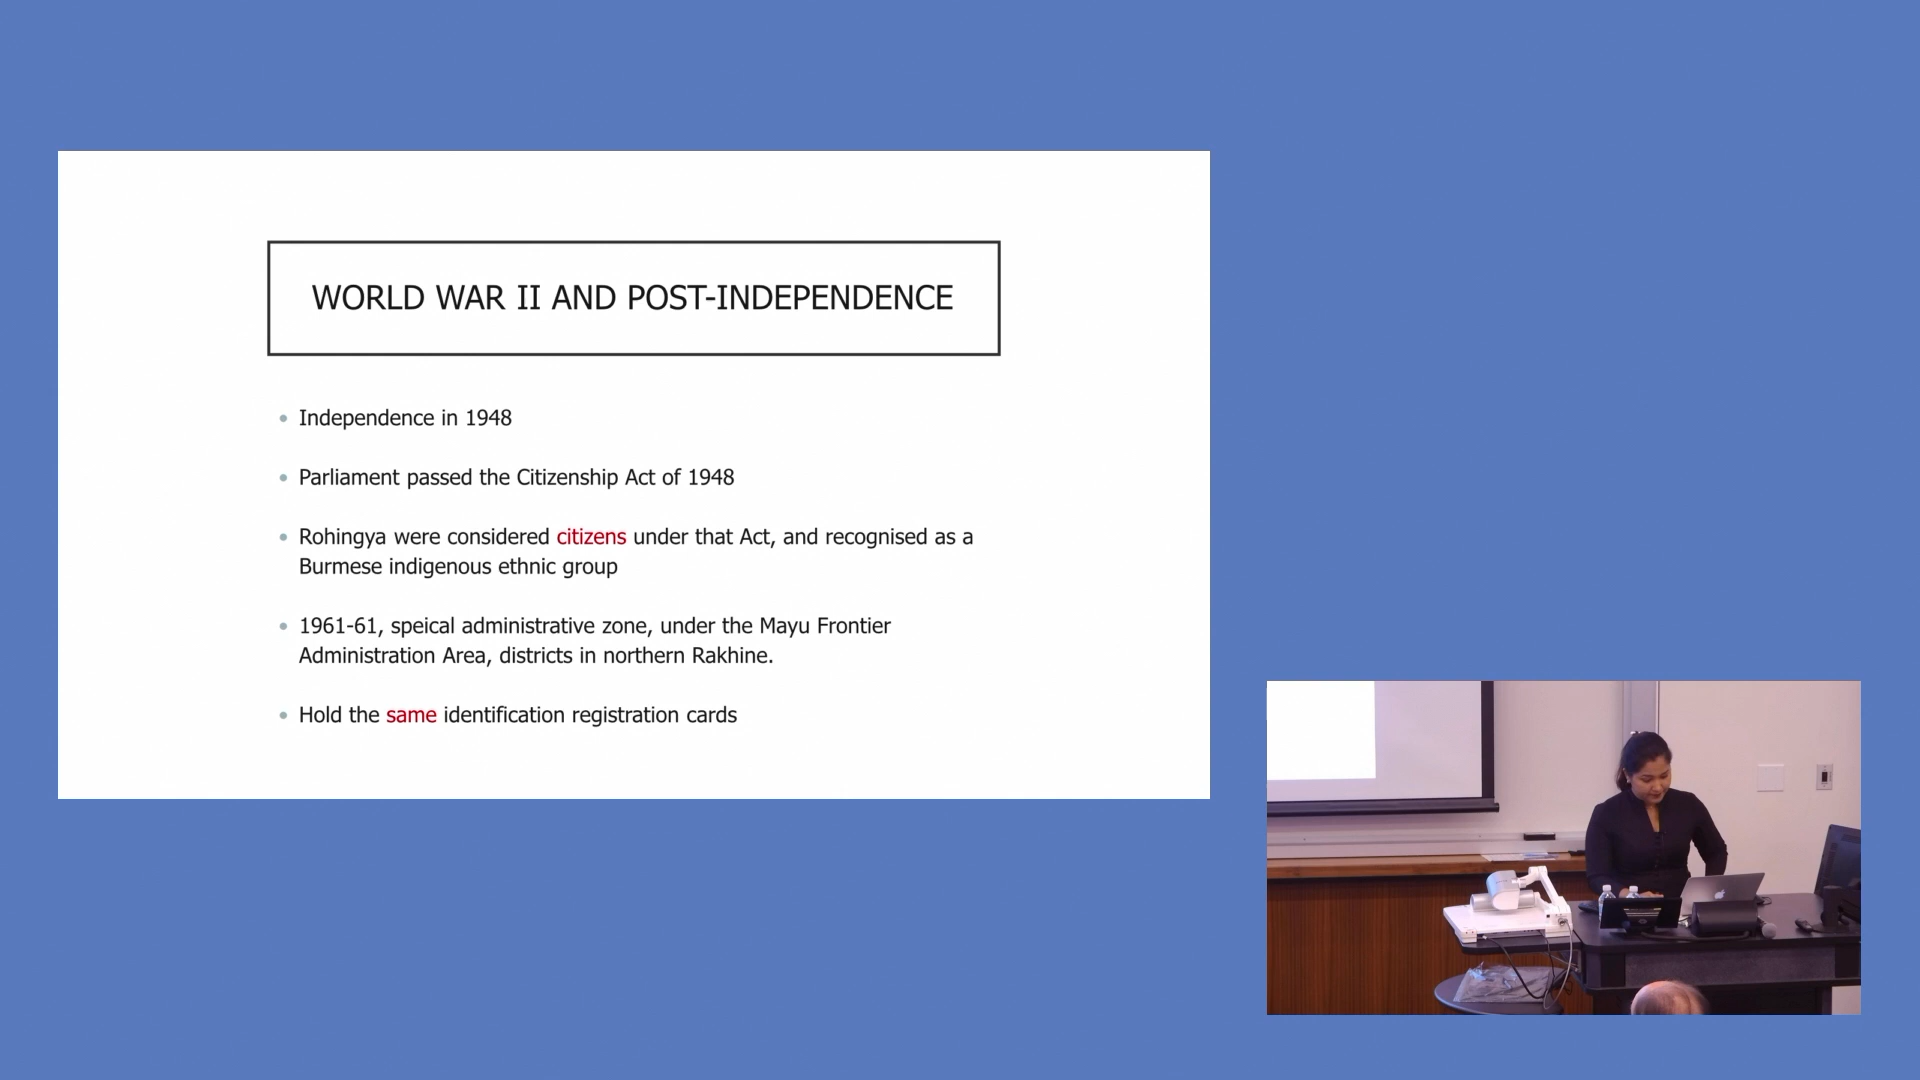 WORLD WAR II AND POST-INDEPENDENCE
• Independence in 1948
• Parliament passed the Citizenship Act of 1948
• Rohingya were considered citizens under that Act, and recognised as a
Burmese indigenous ethnic group
• 1961-61, speical administrative zone, under the Mayu Frontier
Administration Area, districts in northern Rakhine.
• Hold the same identification registration cards